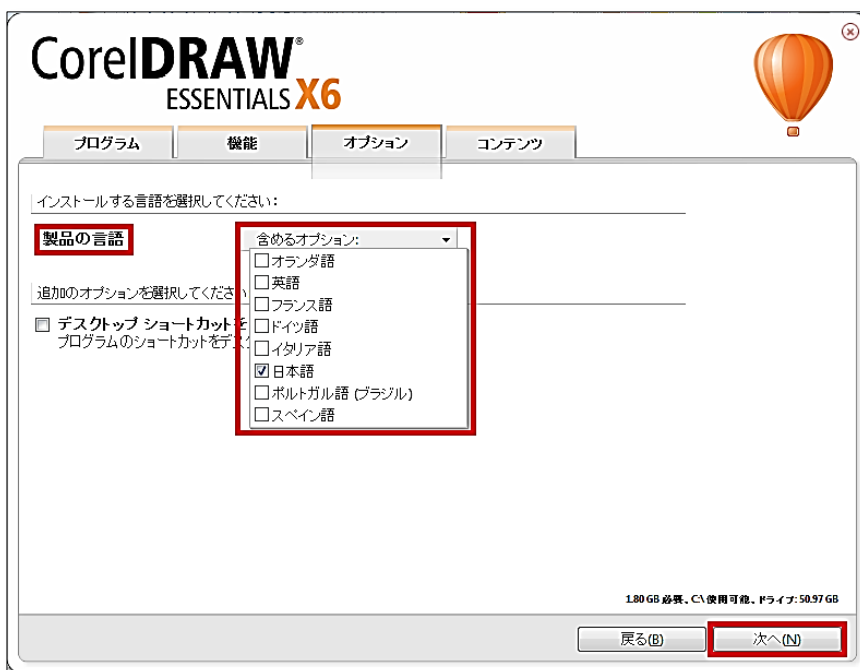 CorelDRAW®
ESSENTIALS X6
プログラム
機能
オプション
コンテンツ
インストールする言語を選択してください:
製品の言語
含めるオプション:
オランダ語
英語
フランス語
ドイツ語
イタリア語
日本語
ポルトガル語 (ブラジル)
スペイン語
追加のオプションを選択してください
デスクトップ ショートカットを
プログラムのショートカットをデス
1.80 GB 必要、C:\ 使用可能、ドライブ: 50.97 GB
戻る(B)
次へ(N)